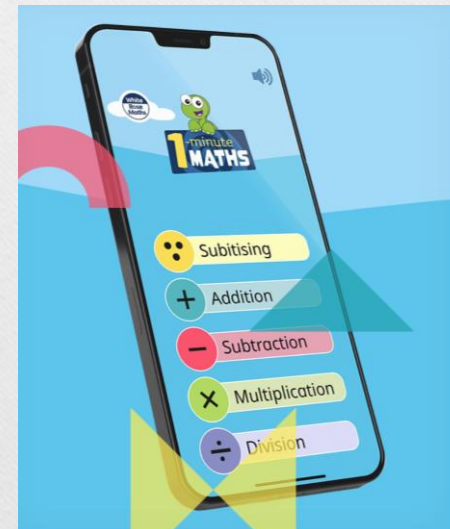 White
Rose
Maths
1-minute
MATHS
Subitising
+ Addition
− Subtraction
× Multiplication
÷ Division